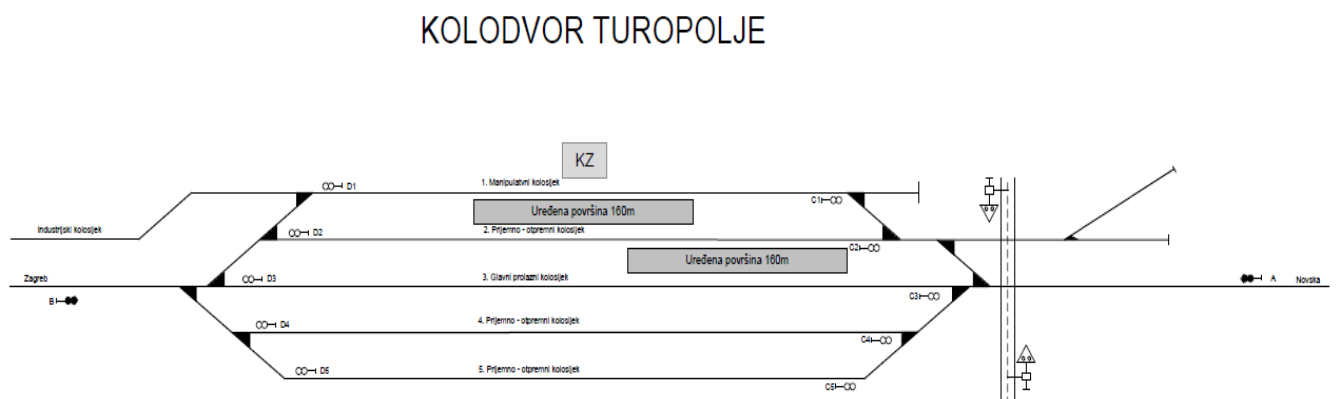 KOLODVOR TUROPOLJE
KZ
D1
1. Manipulatvni kolosijek
C1
Uređena površina 160m
Industrijski kolosijek
D2
2. Prijemno - otpremni kolosijek
C2
Uređena površina 160m
Zagreb
D3
3. Glavni prolazni kolosijek
A
Novska
B
C3
D4
4. Prijemno - otpremni kolosijek
C4
D5
5. Prijemno - otpremni kolosijek
C5